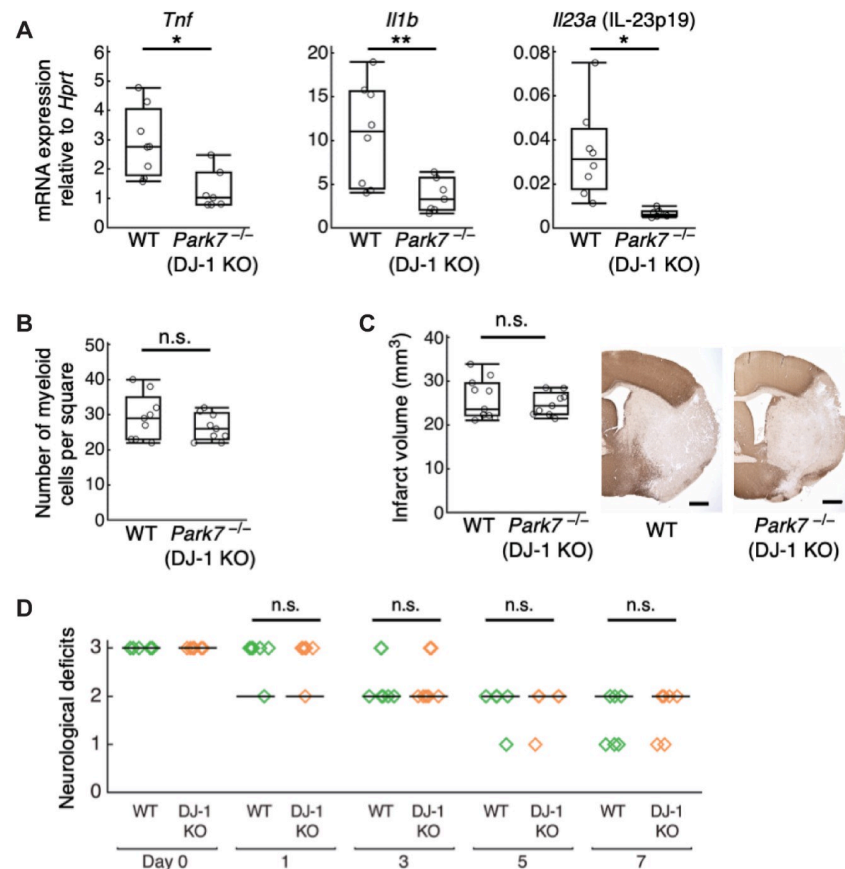 A
Tnf
Il1b
Il23a (IL-23p19)
*
**
*
mRNA expression
relative to Hprt
6
5
4
3
2
1
0
20
15
10
5
0
0.08
0.06
0.04
0.02
0
WT
Park7 –/–
(DJ-1 KO)
WT
Park7 –/–
(DJ-1 KO)
WT
Park7 –/–
(DJ-1 KO)
B
n.s.
Number of myeloid
cells per square
50
40
30
20
10
0
WT
Park7 –/–
(DJ-1 KO)
C
n.s.
Infarct volume (mm³)
40
30
20
10
0
WT
Park7 –/–
(DJ-1 KO)
WT
Park7 –/–
(DJ-1 KO)
D
n.s.
n.s.
n.s.
n.s.
Neurological deficits
3
2
1
0
WT
DJ-1
KO
WT
DJ-1
KO
WT
DJ-1
KO
WT
DJ-1
KO
WT
DJ-1
KO
Day 0
1
3
5
7